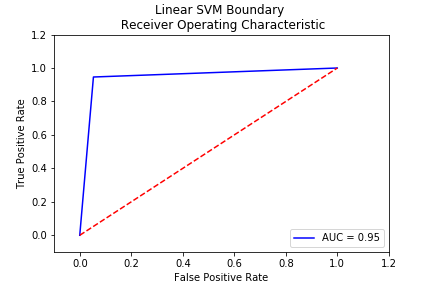 Linear SVM Boundary
Receiver Operating Characteristic
1.2
1.0
0.8
0.6
0.4
0.2
0.0
True Positive Rate
AUC = 0.95
0.0 0.2 0.4 0.6 0.8 1.0 1.2
False Positive Rate